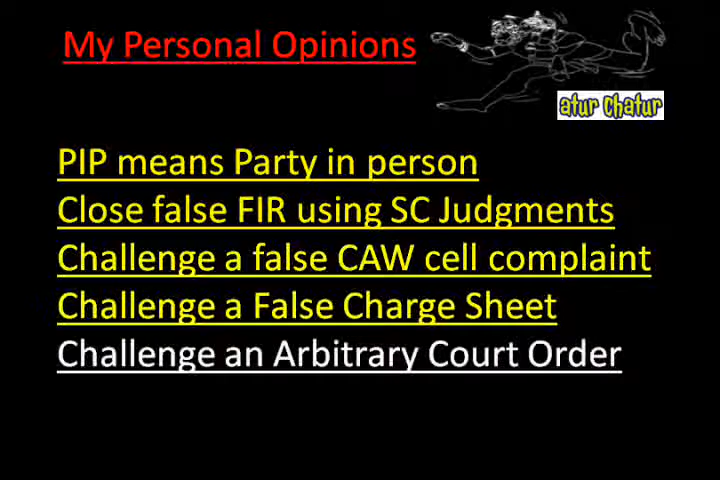 My Personal Opinions
atur chatur
PIP means Party in person
Close false FIR using SC Judgments
Challenge a false CAW cell complaint
Challenge a False Charge Sheet
Challenge an Arbitrary Court Order